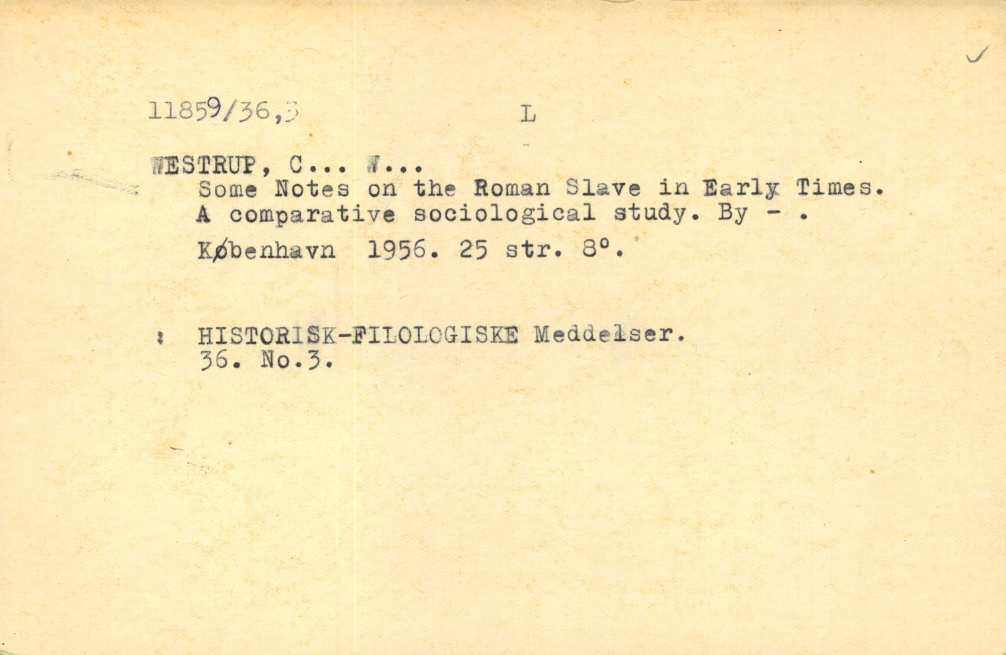 11859/36,3 L
WESTRUP, C... W...
Some Notes on the Roman Slave in Early Times.
A comparative sociological study. By - .
København 1956. 25 str. 8°.
: HISTORISK-FILOLOGISKE Meddelser.
36. No.3.